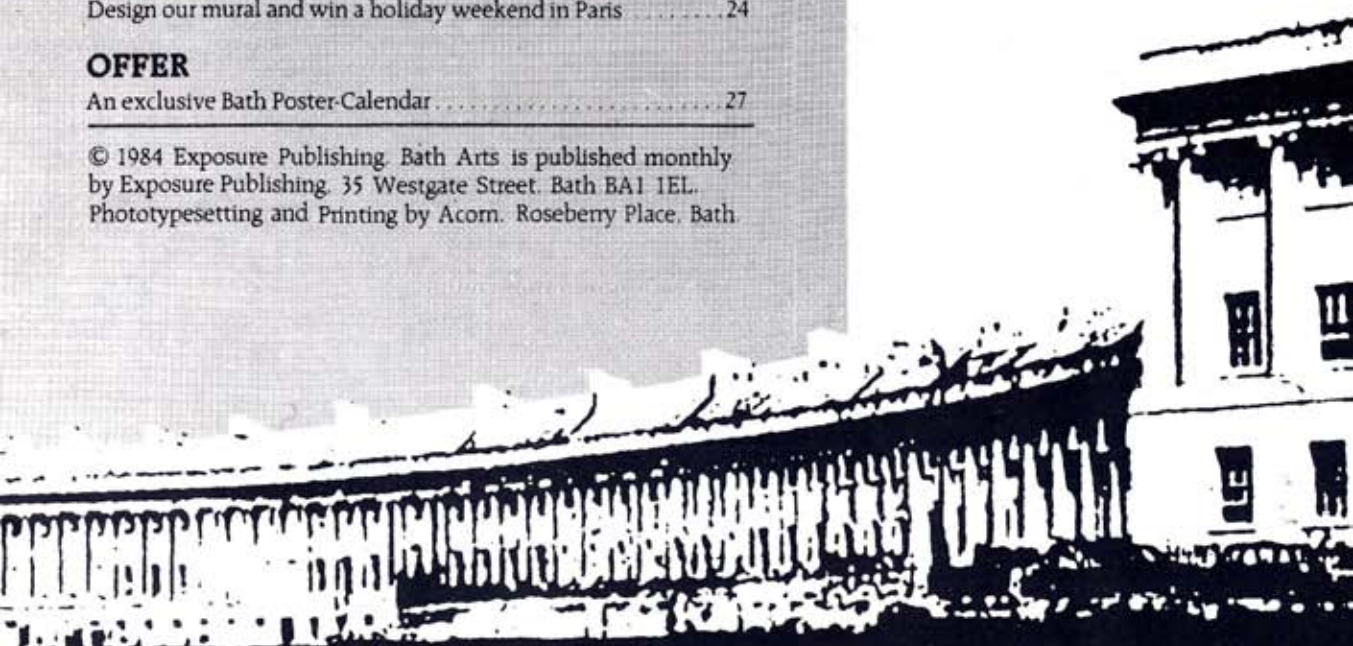 Design our mural and win a holiday weekend in Paris ........24
OFFER
An exclusive Bath Poster-Calendar........................27
© 1984 Exposure Publishing. Bath Arts is published monthly
by Exposure Publishing. 35 Westgate Street. Bath BA1 1EL.
Phototypesetting and Printing by Acorn. Roseberry Place. Bath